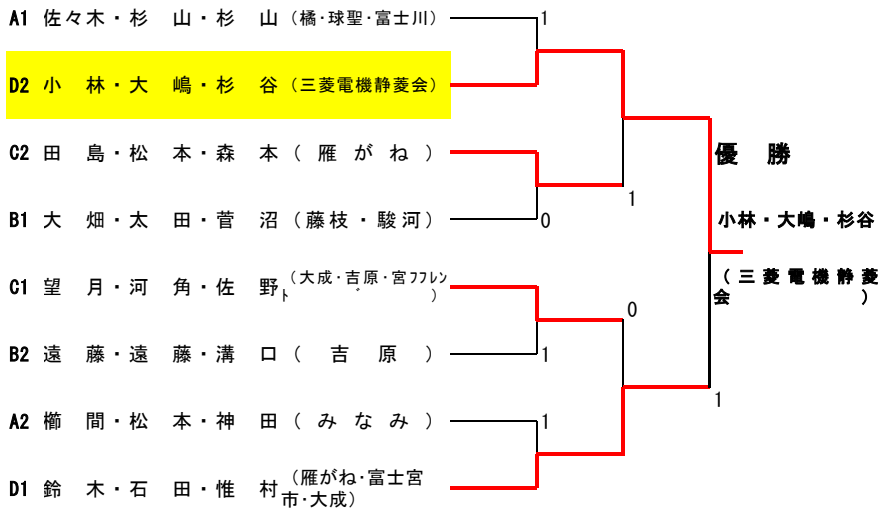 A1 佐々木・杉 山・杉 山 (橘・球聖・富士川)
1
D2 小 林・大 嶋・杉 谷 (三菱電機静菱会)
C2 田 島・松 本・森 本 ( 雁 が ね )
優 勝
1
B1 大 畑・太 田・菅 沼 (藤枝・駿河)
0
小林・大嶋・杉谷
C1 望 月・河 角・佐 野 (大成・吉原・宮フフレンド)
(三菱電機静菱会)
0
B2 遠 藤・遠 藤・溝 口 ( 吉 原 )
1
1
A2 櫛 間・松 本・神 田 ( み な み )
1
D1 鈴 木・石 田・惟 村 (雁がね・富士宮市・大成)